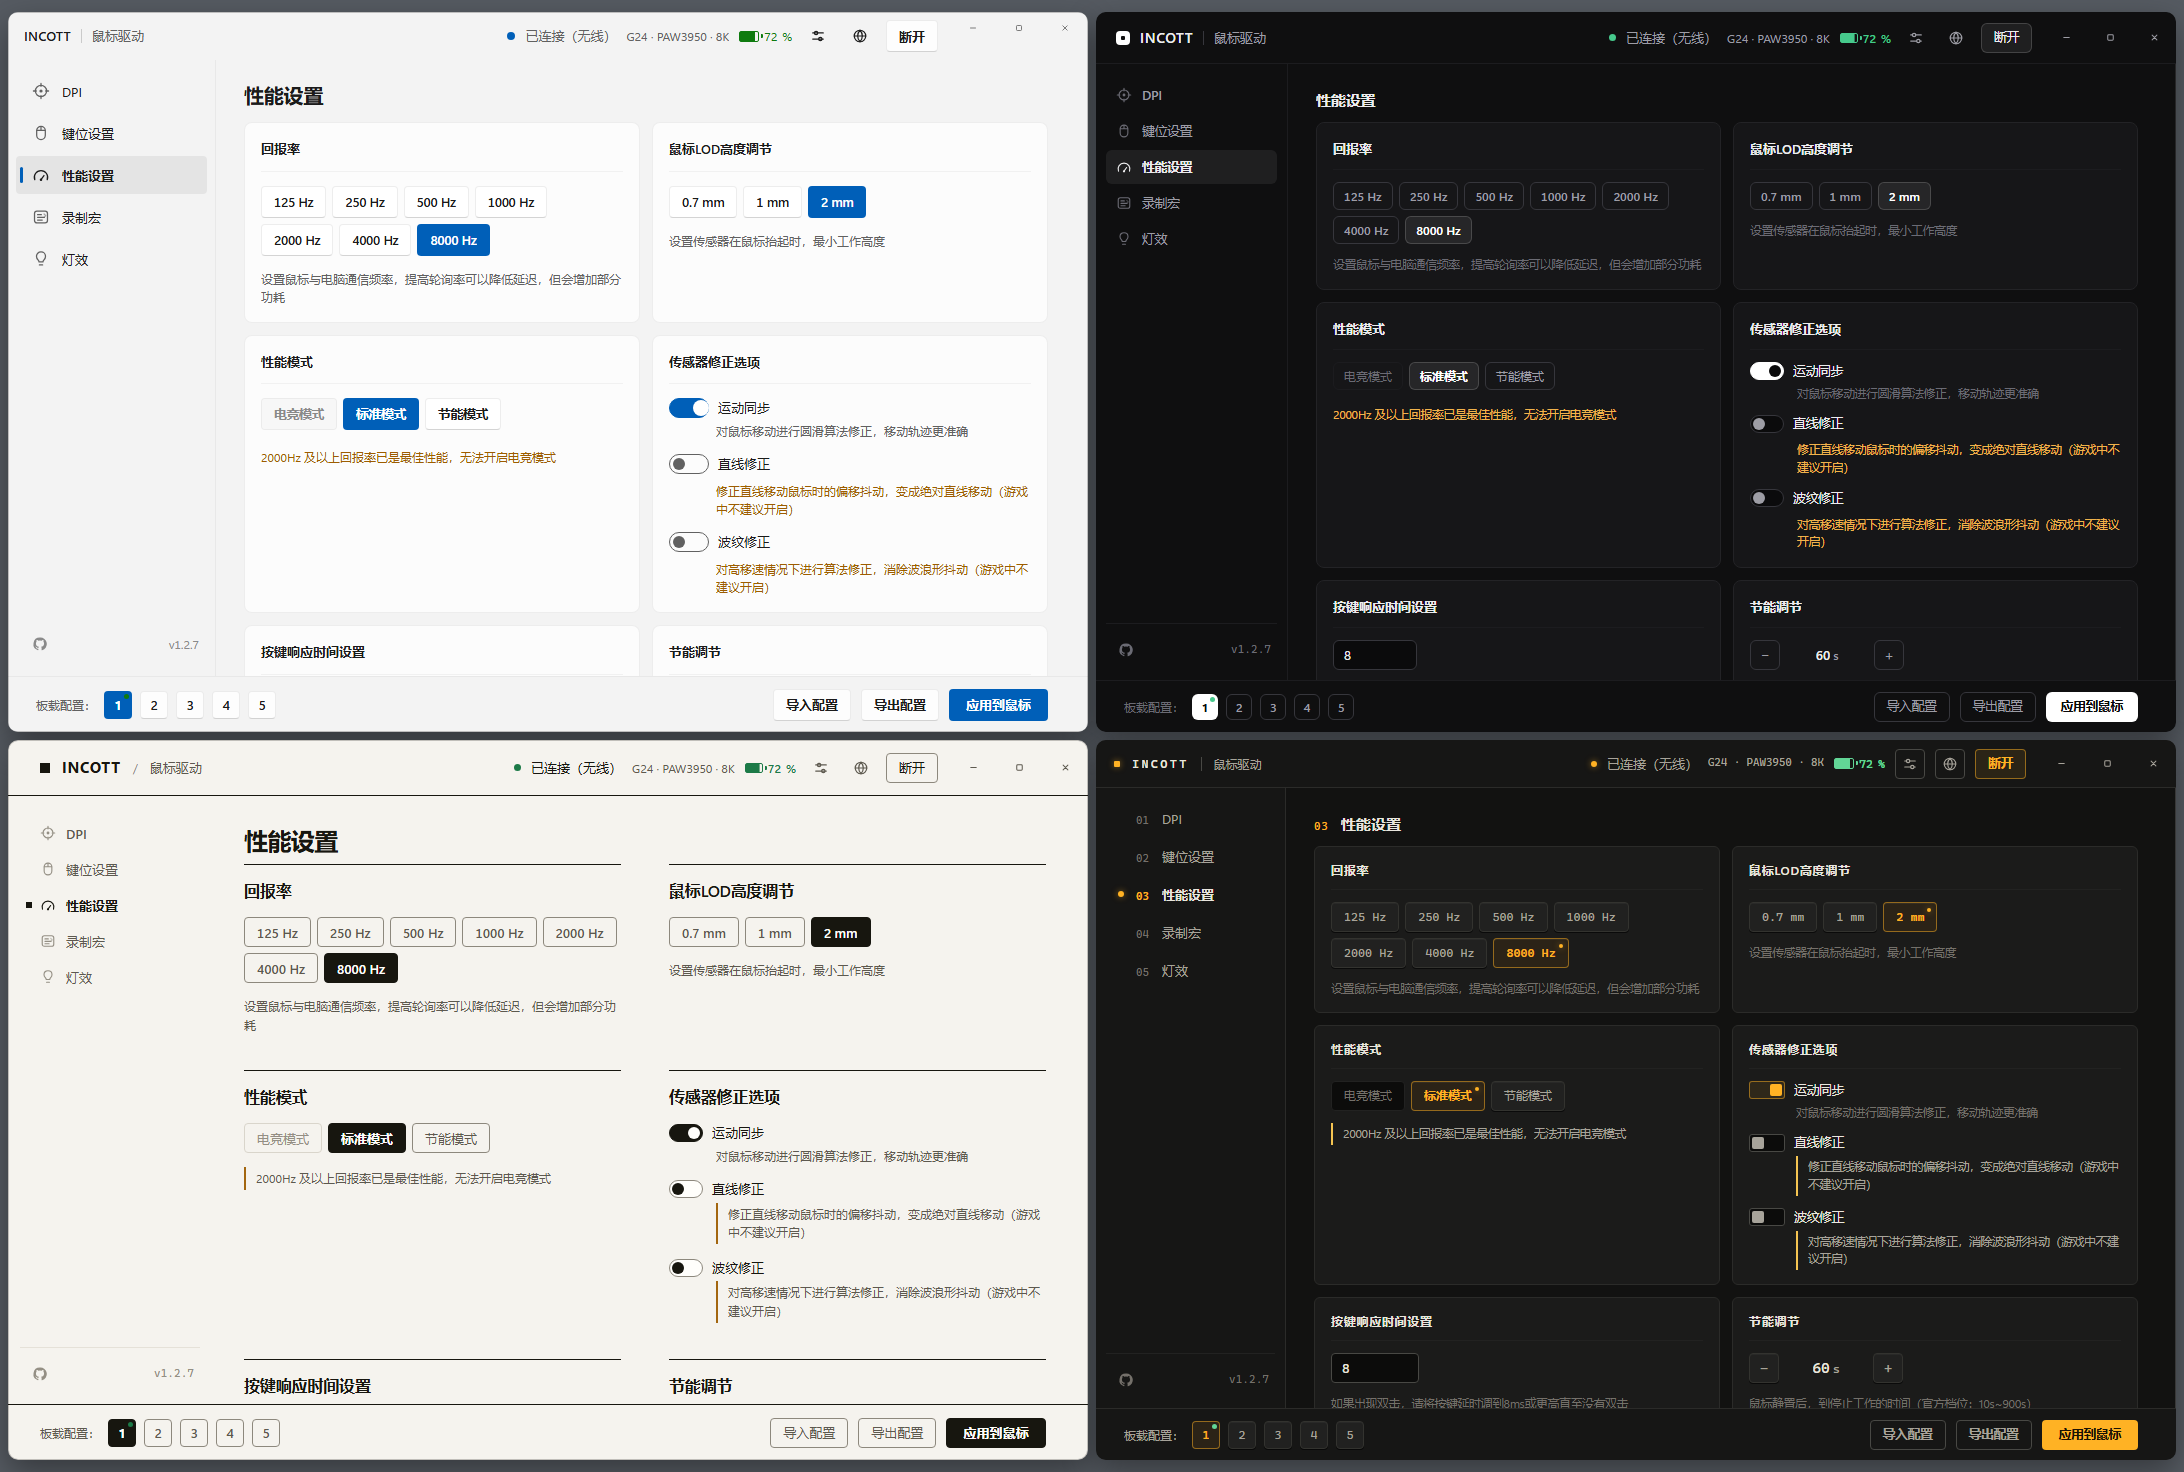 INCOTT 鼠标驱动 已连接（无线） G24 · PAW3950 · 8K 72 % 断开
DPI
键位设置
性能设置
录制宏
灯效
v1.2.7
性能设置
回报率
125 Hz 250 Hz 500 Hz 1000 Hz
2000 Hz 4000 Hz 8000 Hz
设置鼠标与电脑通信频率，提高轮询率可以降低延迟，但会增加部分
功耗
鼠标LOD高度调节
0.7 mm 1 mm 2 mm
设置传感器在鼠标抬起时，最小工作高度
性能模式
电竞模式 标准模式 节能模式
2000Hz 及以上回报率已是最佳性能，无法开启电竞模式
传感器修正选项
运动同步
对鼠标移动进行圆滑算法修正，移动轨迹更准确
直线修正
修正直线移动鼠标时的偏移抖动，变成绝对直线移动（游戏
中不建议开启）
波纹修正
对高移速情况下进行算法修正，消除波浪形抖动（游戏中不
建议开启）
按键响应时间设置
节能调节
板载配置： 1 2 3 4 5 导入配置 导出配置 应用到鼠标
INCOTT 鼠标驱动 已连接（无线） G24 · PAW3950 · 8K 72 % 断开
DPI
键位设置
性能设置
录制宏
灯效
v1.2.7
性能设置
回报率
125 Hz 250 Hz 500 Hz 1000 Hz 2000 Hz
4000 Hz 8000 Hz
设置鼠标与电脑通信频率，提高轮询率可以降低延迟，但会增加部分功耗
鼠标LOD高度调节
0.7 mm 1 mm 2 mm
设置传感器在鼠标抬起时，最小工作高度
性能模式
电竞模式 标准模式 节能模式
2000Hz 及以上回报率已是最佳性能，无法开启电竞模式
传感器修正选项
运动同步
对鼠标移动进行圆滑算法修正，移动轨迹更准确
直线修正
修正直线移动鼠标时的偏移抖动，变成绝对直线移动（游戏中不
建议开启）
波纹修正
对高移速情况下进行算法修正，消除波浪形抖动（游戏中不建议
开启）
按键响应时间设置
8
节能调节
− 60 s +
板载配置： 1 2 3 4 5 导入配置 导出配置 应用到鼠标
INCOTT / 鼠标驱动 已连接（无线） G24 · PAW3950 · 8K 72 % 断开
DPI
键位设置
性能设置
录制宏
灯效
v1.2.7
性能设置
回报率
125 Hz 250 Hz 500 Hz 1000 Hz 2000 Hz
4000 Hz 8000 Hz
设置鼠标与电脑通信频率，提高轮询率可以降低延迟，但会增加部分功
耗
鼠标LOD高度调节
0.7 mm 1 mm 2 mm
设置传感器在鼠标抬起时，最小工作高度
性能模式
电竞模式 标准模式 节能模式
2000Hz 及以上回报率已是最佳性能，无法开启电竞模式
传感器修正选项
运动同步
对鼠标移动进行圆滑算法修正，移动轨迹更准确
直线修正
修正直线移动鼠标时的偏移抖动，变成绝对直线移动（游戏
中不建议开启）
波纹修正
对高移速情况下进行算法修正，消除波浪形抖动（游戏中不
建议开启）
按键响应时间设置
节能调节
板载配置： 1 2 3 4 5 导入配置 导出配置 应用到鼠标
INCOTT 鼠标驱动 已连接（无线） G24 · PAW3950 · 8K 72 % 断开
01 DPI
02 键位设置
03 性能设置
04 录制宏
05 灯效
v1.2.7
03 性能设置
回报率
125 Hz 250 Hz 500 Hz 1000 Hz
2000 Hz 4000 Hz 8000 Hz
设置鼠标与电脑通信频率，提高轮询率可以降低延迟，但会增加部分功耗
鼠标LOD高度调节
0.7 mm 1 mm 2 mm
设置传感器在鼠标抬起时，最小工作高度
性能模式
电竞模式 标准模式 节能模式
2000Hz 及以上回报率已是最佳性能，无法开启电竞模式
传感器修正选项
运动同步
对鼠标移动进行圆滑算法修正，移动轨迹更准确
直线修正
修正直线移动鼠标时的偏移抖动，变成绝对直线移动（游戏中
不建议开启）
波纹修正
对高移速情况下进行算法修正，消除波浪形抖动（游戏中不建
议开启）
按键响应时间设置
8
如果出现双击，请将按键延时调到8ms或更高直至没有双击
节能调节
− 60 s +
鼠标静置后，到停止工作的时间（官方档位：10s~900s）
板载配置： 1 2 3 4 5 导入配置 导出配置 应用到鼠标